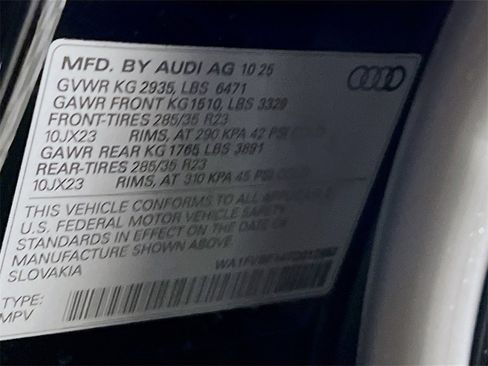 MFD. BY AUDI AG 10 25
GVWR KG 2935, LBS 6471
GAWR FRONT KG 1510, LBS 3329
FRONT-TIRES 285/35 R23
10JX23 RIMS, AT 290 KPA 42 PSI
GAWR REAR KG 1765 LBS 3891
REAR-TIRES 285/35 R23
10JX23 RIMS, AT 310 KPA 45 PSI
THIS VEHICLE CONFORMS TO ALL APPLICABLE
U.S. FEDERAL MOTOR VEHICLE SAFETY
STANDARDS IN EFFECT ON THE DATE OF
MANUFACTURE SHOWN ABOVE.
SLOVAKIA
TYPE:
MPV